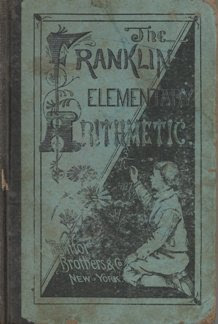 The
FRANKLIN
ELEMENTARY
ARITHMETIC.
Brothers & Co.
NEW-YORK.